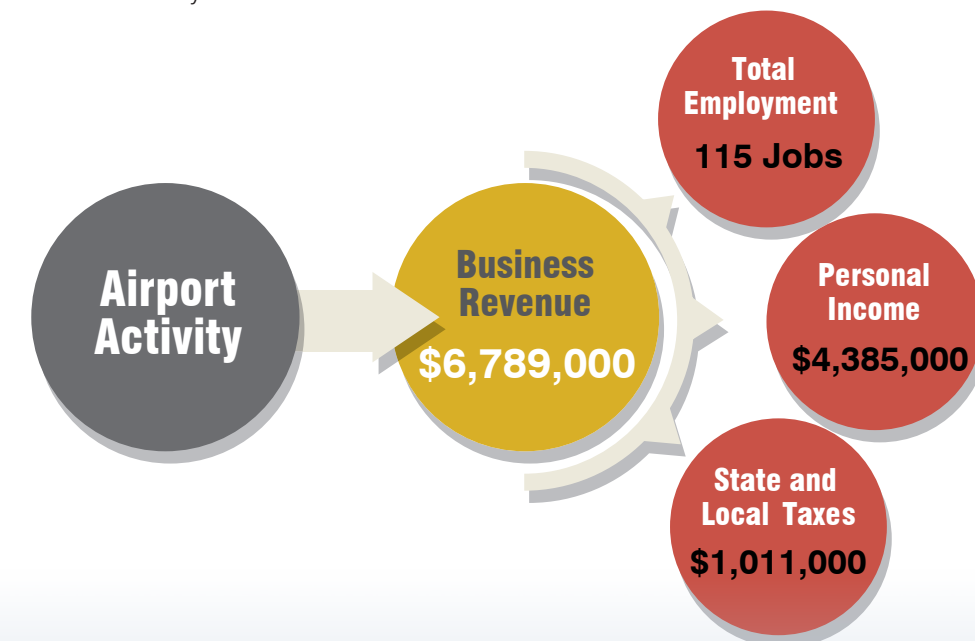 Airport
Activity
Business
Revenue
$6,789,000
Total
Employment
115 Jobs
Personal
Income
$4,385,000
State and
Local Taxes
$1,011,000